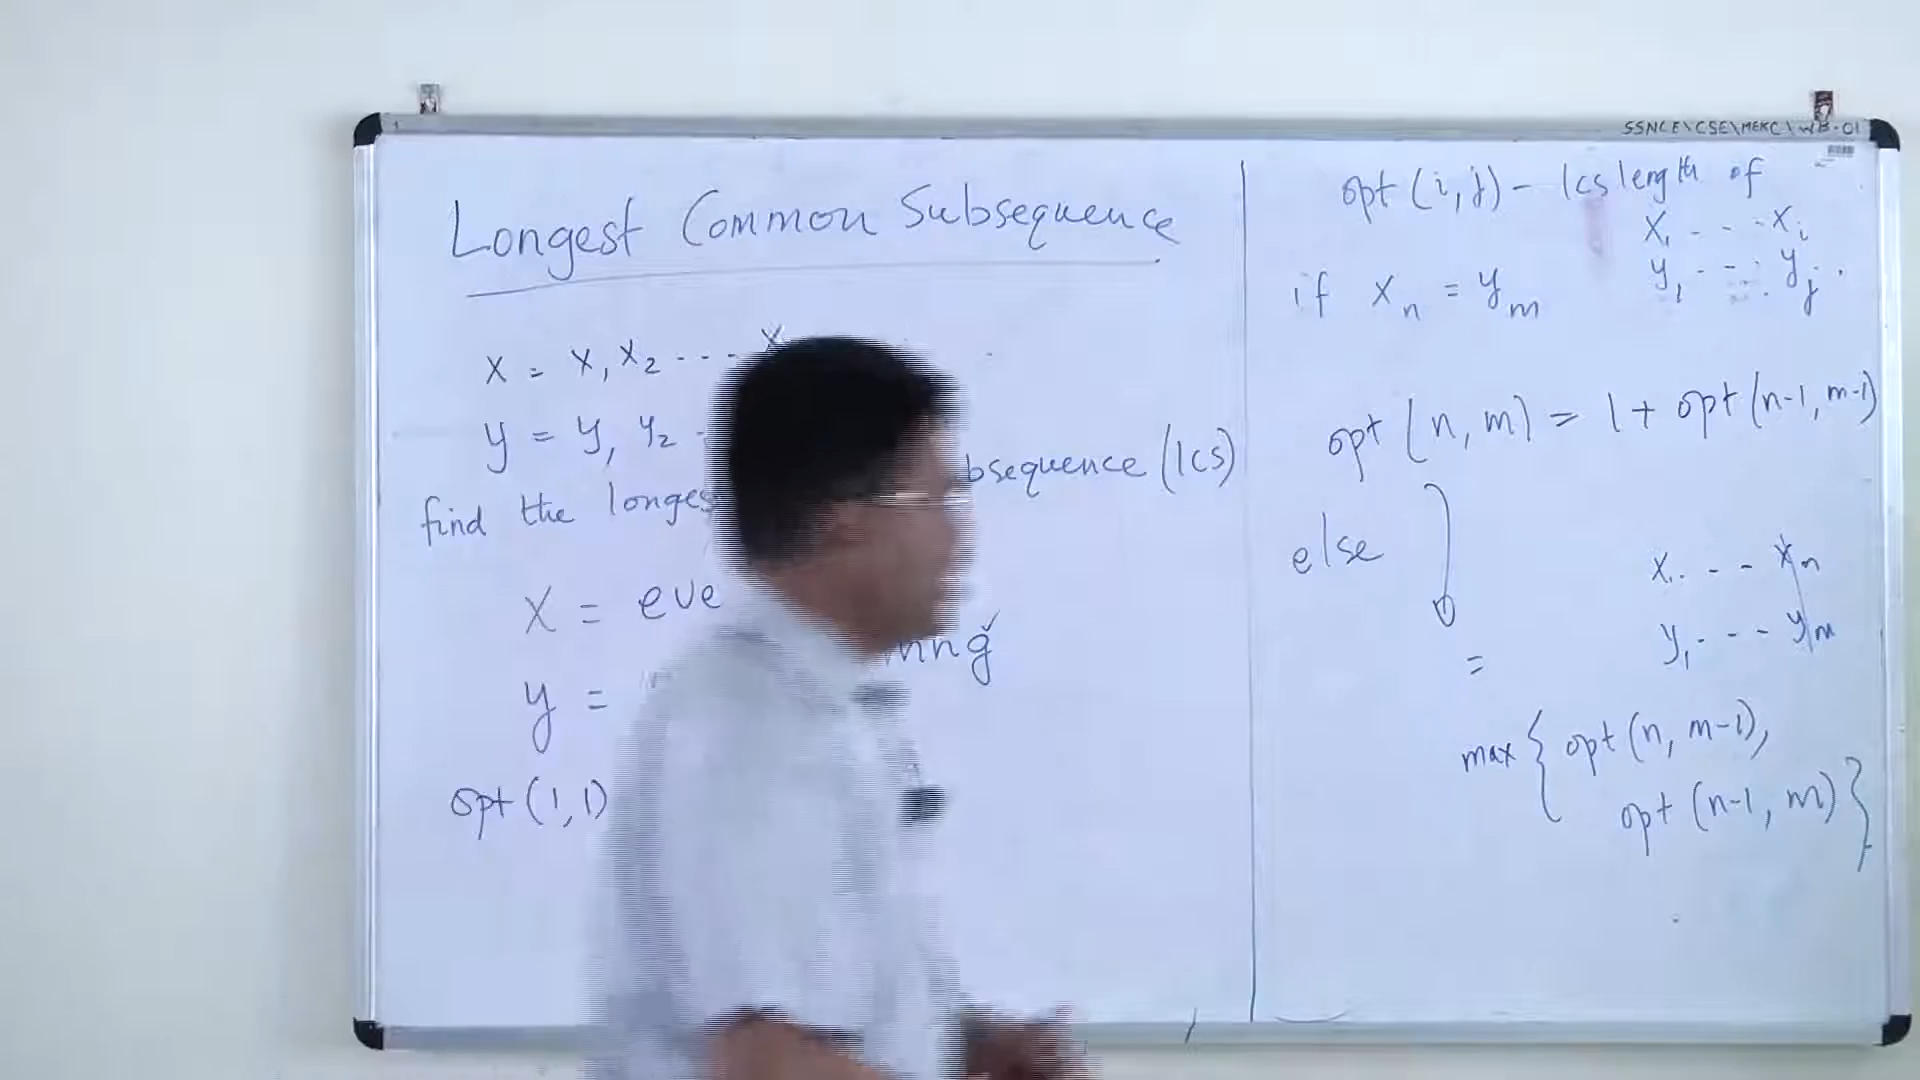 SSNCE\CSE\MEKC\WB-01
Longest Common Subsequence
X = x1 x2 ... x
y = y1 y2
find the longes bsequence (lcs)
X = eve
nng
y =
opt (1,1)
opt (i,j) - lcs length of
x1 - - - xi
y1 - - - yj .
if xn = ym
opt (n, m) = 1 + opt (n-1, m-1)
else
x1 - - xn
y1 - - - ym
=
max { opt (n, m-1),
opt (n-1, m) }